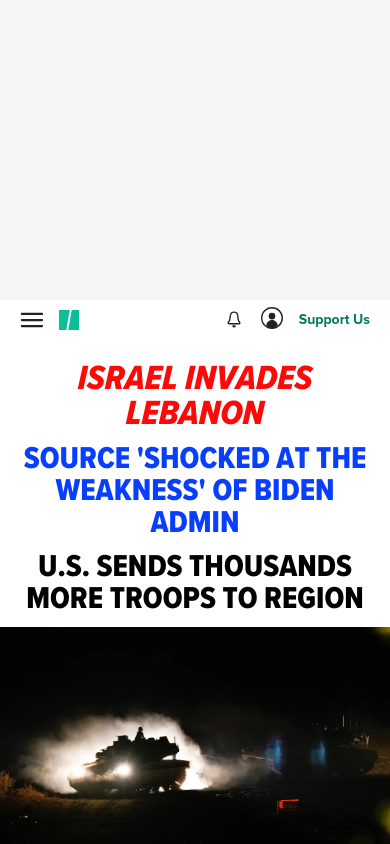 Support Us
ISRAEL INVADES
LEBANON
SOURCE 'SHOCKED AT THE
WEAKNESS' OF BIDEN
ADMIN
U.S. SENDS THOUSANDS
MORE TROOPS TO REGION